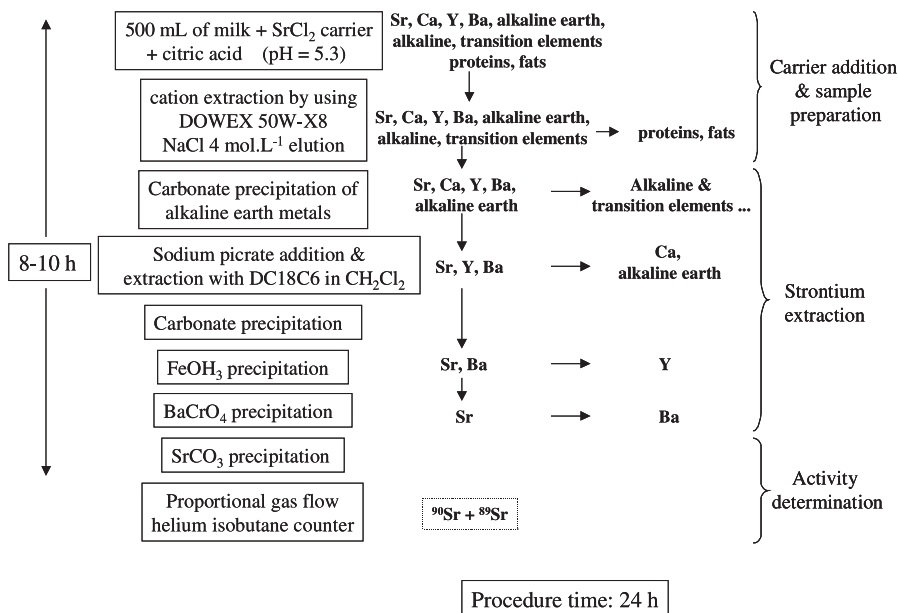 500 mL of milk + SrCl2 carrier
+ citric acid (pH = 5.3)
Sr, Ca, Y, Ba, alkaline earth,
alkaline, transition elements
proteins, fats
Carrier addition
& sample
preparation
cation extraction by using
DOWEX 50W-X8
NaCl 4 mol.L-1 elution
Sr, Ca, Y, Ba, alkaline earth,
alkaline, transition elements
proteins, fats
Carbonate precipitation of
alkaline earth metals
Sr, Ca, Y, Ba,
alkaline earth
Alkaline &
transition elements ...
8-10 h
Sodium picrate addition &
extraction with DC18C6 in CH2Cl2
Sr, Y, Ba
Ca,
alkaline earth
Strontium
extraction
Carbonate precipitation
FeOH3 precipitation
Sr, Ba
Y
BaCrO4 precipitation
Sr
Ba
SrCO3 precipitation
Activity
determination
Proportional gas flow
helium isobutane counter
90Sr + 89Sr
Procedure time: 24 h